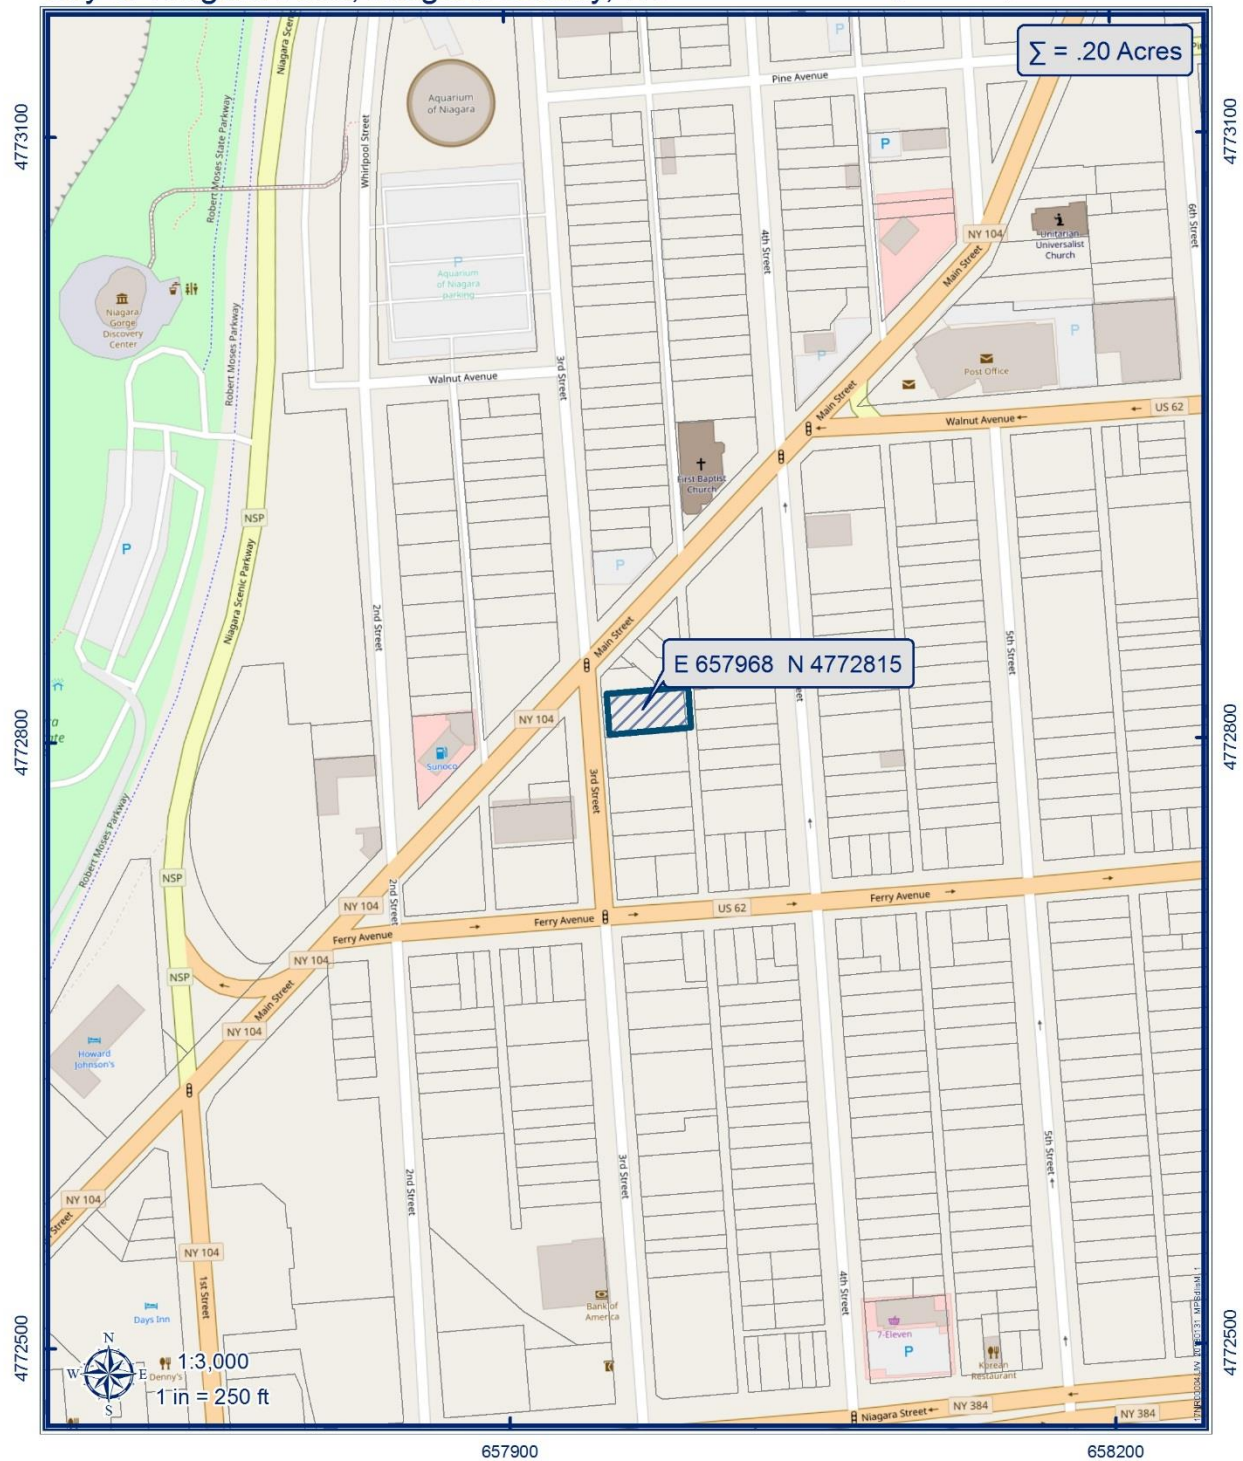 Σ = .20 Acres
Aquarium
of Niagara
Pine Avenue
P
Niagara Scenic
Robert Moses State Parkway
Whirlpool Street
4773100
4773100
P
4th Street
6th Street
NY 104
Main Street
i
Unitarian
Universalist
Church
P
Aquarium
of Niagara
parking
Niagara
Gorge
Discovery
Center
Robert Moses Parkway
P
P
Post Office
3rd Street
Walnut Avenue
Main Street
Walnut Avenue
US 62
First Baptist
Church
NSP
P
P
Niagara Scenic Parkway
2nd Street
Main Street
5th Street
E 657968 N 4772815
NY 104
4772800
4772800
Sunoco
3rd Street
Robert Moses Parkway
NSP
2nd Street
NY 104
Ferry Avenue
Ferry Avenue
US 62
Ferry Avenue
NY 104
NSP
Main Street
NY 104
Howard
Johnson's
5th Street
3rd Street
2nd Street
NY 104
Street
NY 104
1st Street
4th Street
Bank of
America
Days Inn
7-Eleven
P
Korean
Restaurant
4772500
4772500
N
W E
S
Denny's
1:3,000
1 in = 250 ft
Niagara Street
NY 384
NY 384
657900
658200